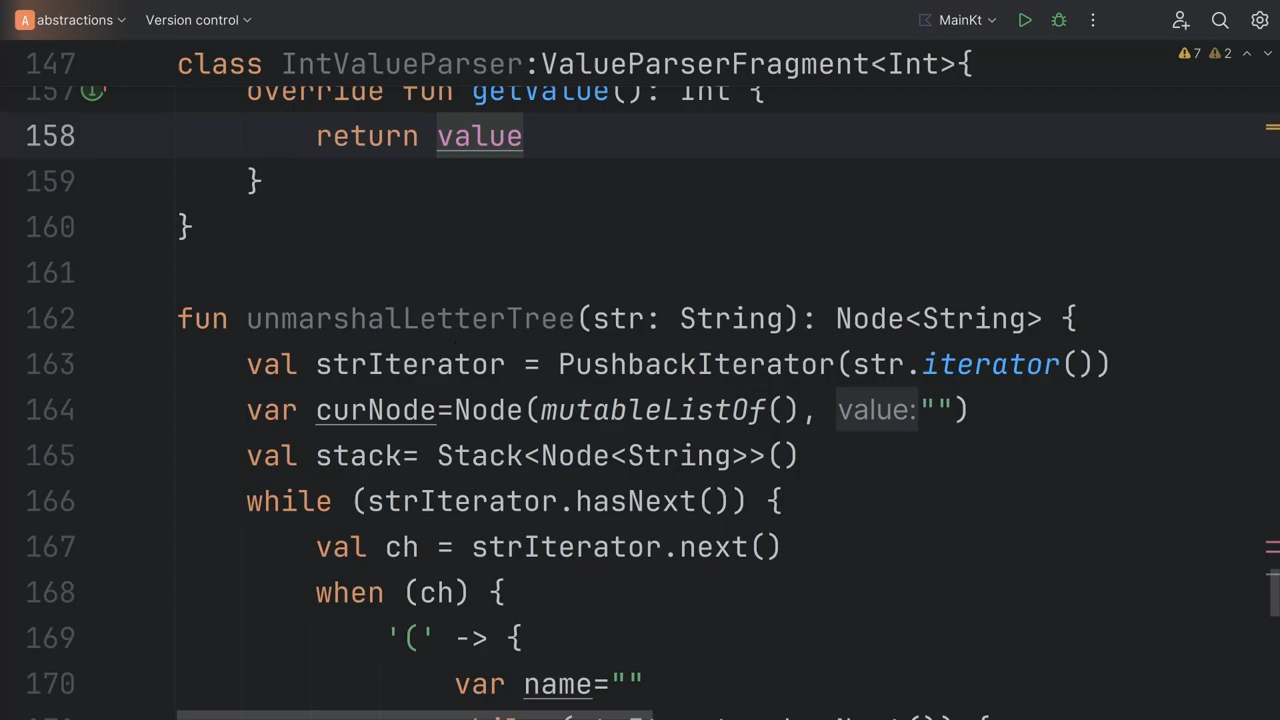 A abstractions Version control MainKt
147 class IntValueParser:ValueParserFragment<Int>{ 7 2
157 override fun getValue(): Int {
158 return value
159 }
160 }
161
162 fun unmarshalLetterTree(str: String): Node<String> {
163 val strIterator = PushbackIterator(str.iterator())
164 var curNode=Node(mutableListOf(), value:"")
165 val stack= Stack<Node<String>>()
166 while (strIterator.hasNext()) {
167 val ch = strIterator.next()
168 when (ch) {
169 '(' -> {
170 var name=""